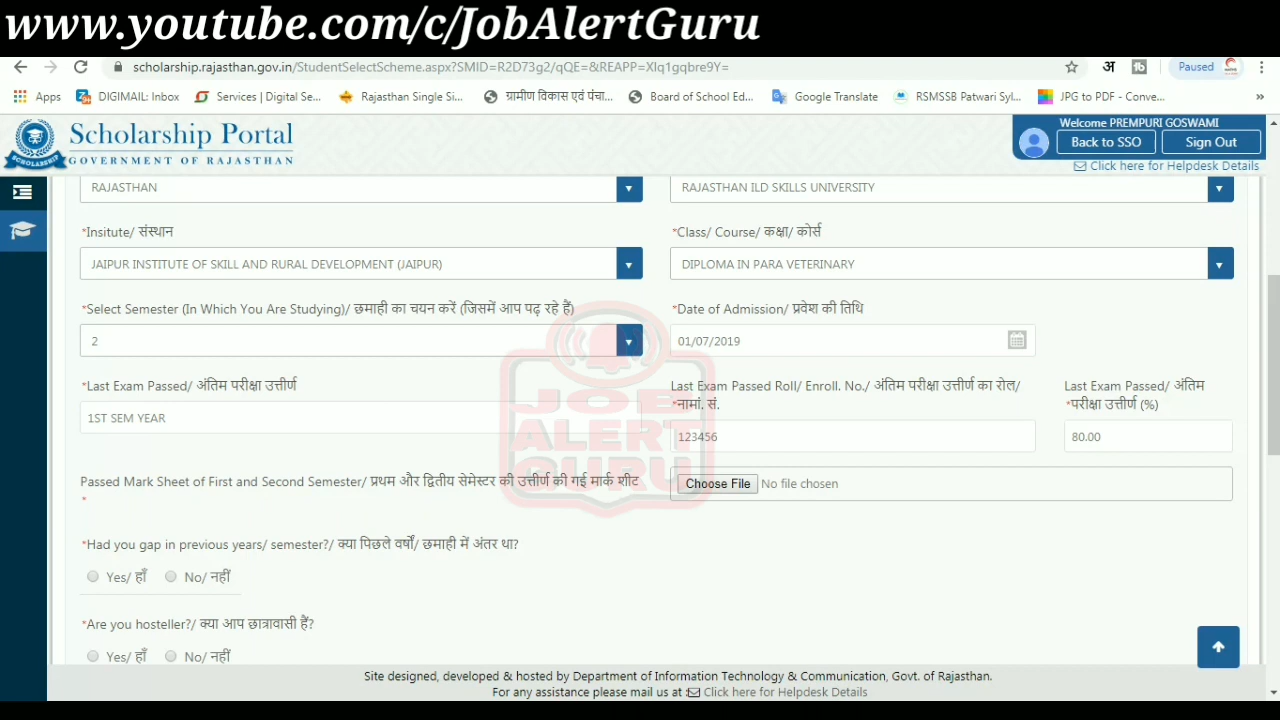 www.youtube.com/c/JobAlertGuru
scholarship.rajasthan.gov.in/StudentSelectScheme.aspx?SMID=R2D73g2/qQE=&REAPP=XIq1gqbre9Y=
अ
Paused
Apps DIGIMAIL: Inbox Services | Digital Se... Rajasthan Single Si... ग्रामीण विकास एवं पंचा... Board of School Ed... Google Translate RSMSSB Patwari Syl... JPG to PDF - Conve... »
Scholarship Portal
GOVERNMENT OF RAJASTHAN
SCHOLARSHIP
Welcome PREMPURI GOSWAMI
Back to SSO Sign Out
Click here for Helpdesk Details
RAJASTHAN RAJASTHAN ILD SKILLS UNIVERSITY
*Insitute/ संस्थान *Class/ Course/ कक्षा/ कोर्स
JAIPUR INSTITUTE OF SKILL AND RURAL DEVELOPMENT (JAIPUR) DIPLOMA IN PARA VETERINARY
*Select Semester (In Which You Are Studying)/ छमाही का चयन करें (जिसमें आप पढ़ रहे हैं) *Date of Admission/ प्रवेश की तिथि
2 01/07/2019
*Last Exam Passed/ अंतिम परीक्षा उत्तीर्ण
Last Exam Passed Roll/ Enroll. No./ अंतिम परीक्षा उत्तीर्ण का रोल/
*नामां. सं.
Last Exam Passed/ अंतिम
*परीक्षा उत्तीर्ण (%)
1ST SEM YEAR
123456 80.00
JOB
ALERT
GURU
Passed Mark Sheet of First and Second Semester/ प्रथम और द्वितीय सेमेस्टर की उत्तीर्ण की गई मार्क शीट
*
Choose File No file chosen
*Had you gap in previous years/ semester?/ क्या पिछले वर्षों/ छमाही में अंतर था?
Yes/ हाँ No/ नहीं
*Are you hosteller?/ क्या आप छात्रावासी हैं?
Yes/ हाँ No/ नहीं
Site designed, developed & hosted by Department of Information Technology & Communication, Govt. of Rajasthan.
For any assistance please mail us at : Click here for Helpdesk Details